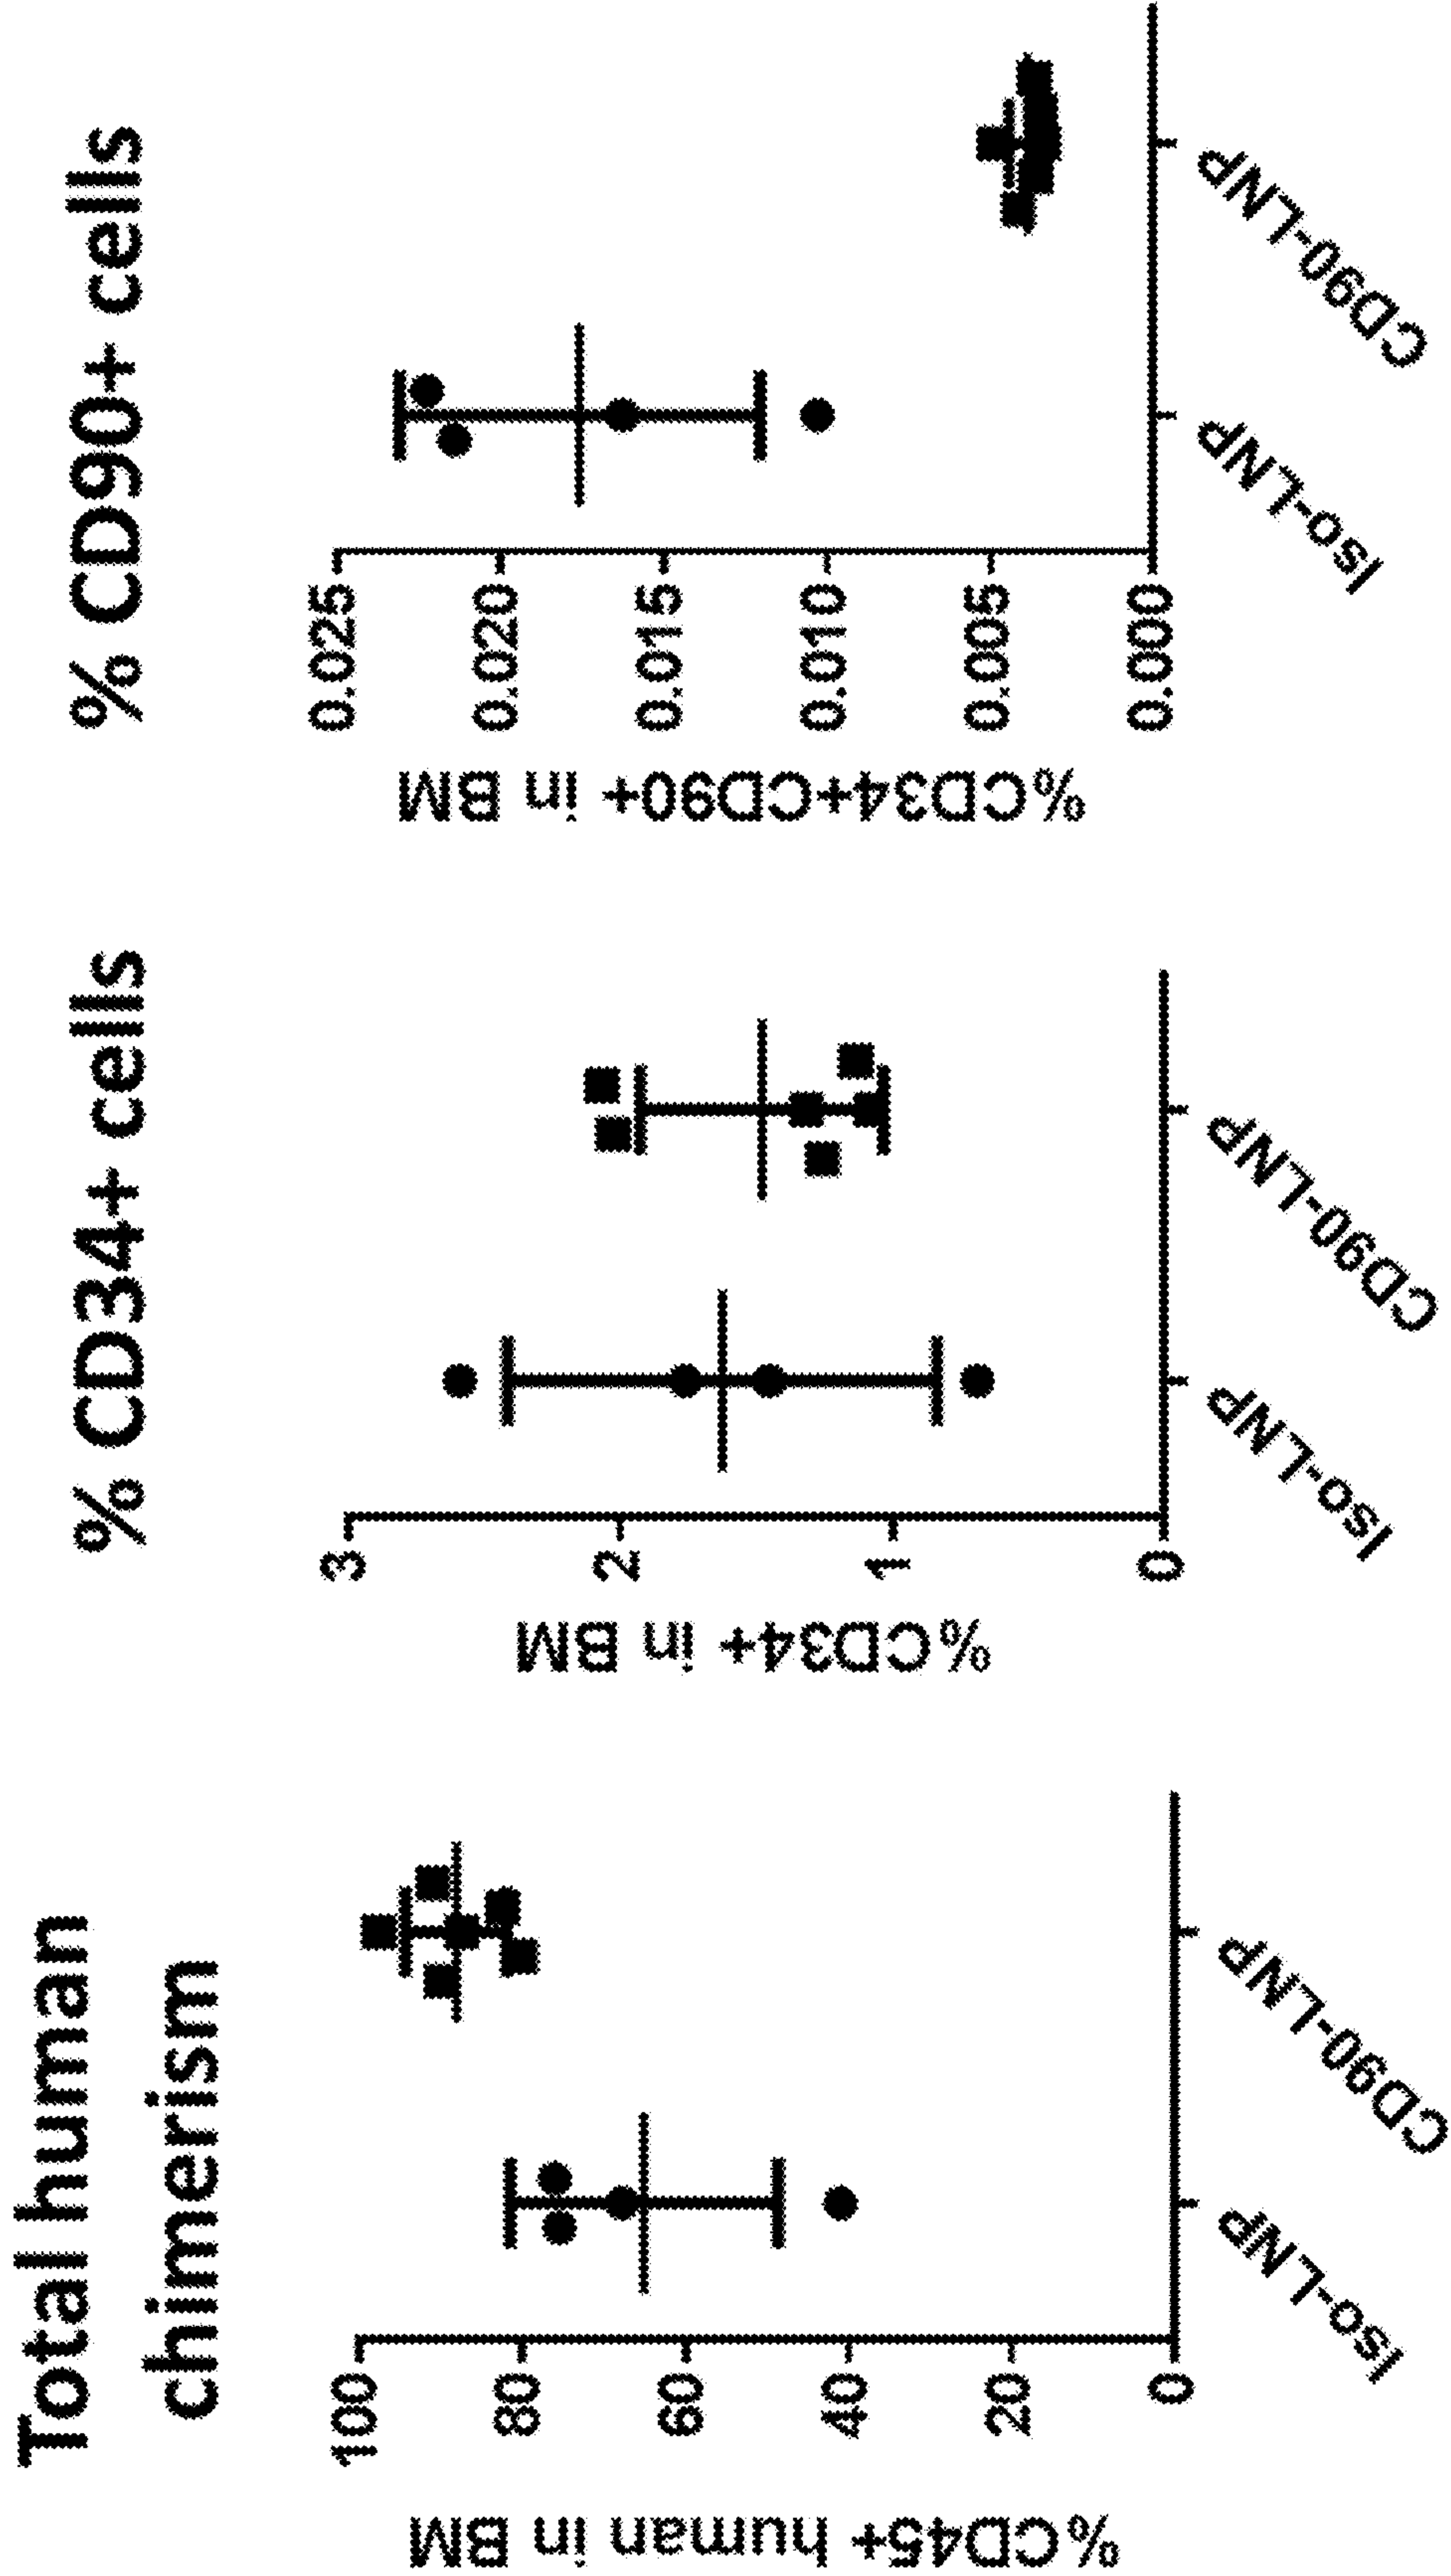 Total human
chimerism
%CD45+ human in BM
100
80
60
40
20
0
Iso-LNP
CD90-LNP
% CD34+ cells
%CD34+ in BM
3
2
1
0
Iso-LNP
CD90-LNP
% CD90+ cells
%CD34+CD90+ in BM
0.025
0.020
0.015
0.010
0.005
0.000
Iso-LNP
CD90-LNP